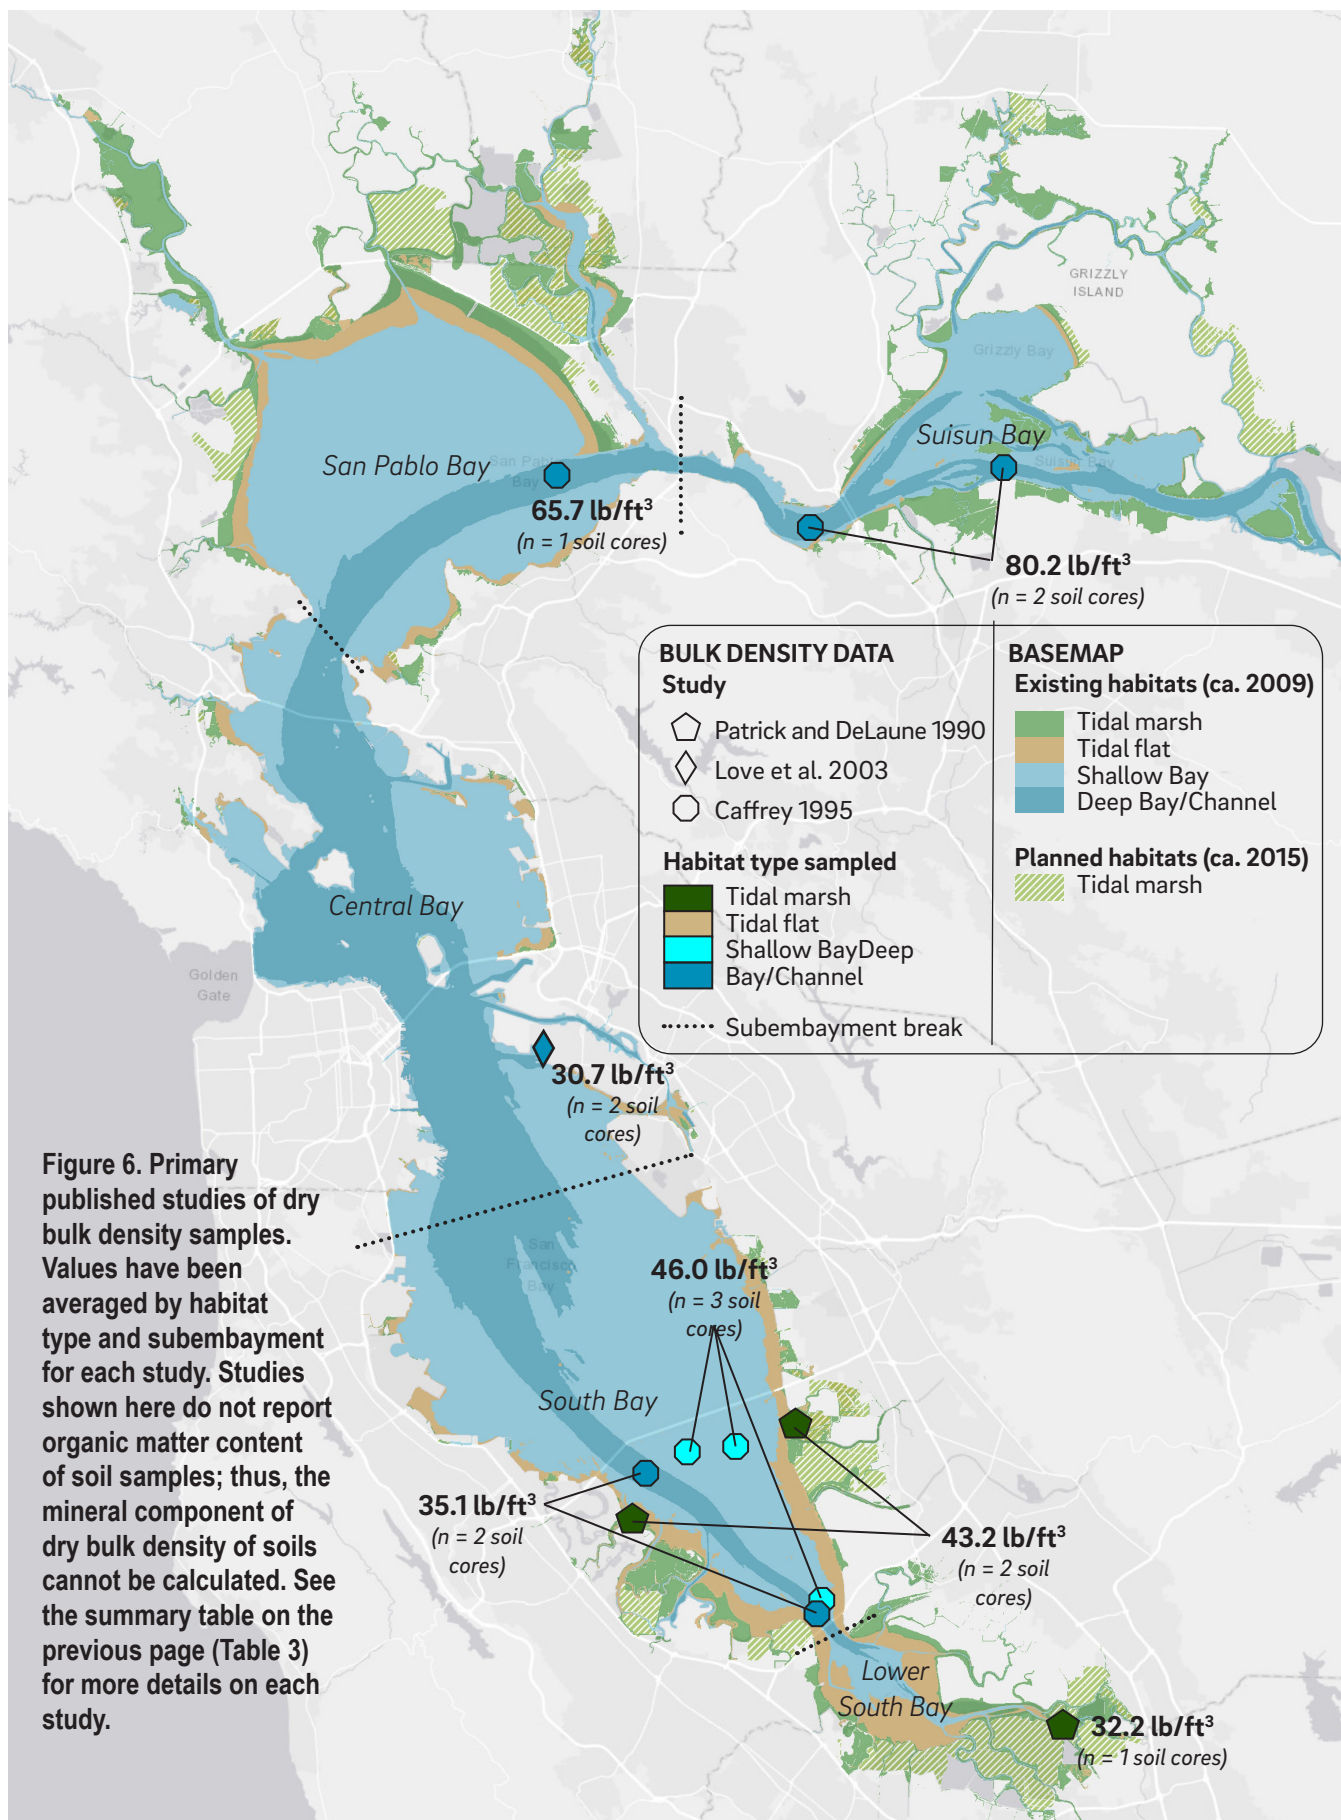 GRIZZLY
ISLAND
Grizzly Bay
Suisun Bay
Suisun Bay
San Pablo Bay
San Pablo
Bay
65.7 lb/ft³
(n = 1 soil cores)
80.2 lb/ft³
(n = 2 soil cores)
BULK DENSITY DATA
Study
Patrick and DeLaune 1990
Love et al. 2003
Caffrey 1995
Habitat type sampled
Tidal marsh
Tidal flat
Shallow BayDeep
Bay/Channel
Subembayment break
BASEMAP
Existing habitats (ca. 2009)
Tidal marsh
Tidal flat
Shallow Bay
Deep Bay/Channel
Planned habitats (ca. 2015)
Tidal marsh
Central Bay
Golden
Gate
30.7 lb/ft³
(n = 2 soil
cores)
Figure 6. Primary
published studies of dry
bulk density samples.
Values have been
averaged by habitat
type and subembayment
for each study. Studies
shown here do not report
organic matter content
of soil samples; thus, the
mineral component of
dry bulk density of soils
cannot be calculated. See
the summary table on the
previous page (Table 3)
for more details on each
study.
San
Francisco
Bay
46.0 lb/ft³
(n = 3 soil
cores)
South Bay
35.1 lb/ft³
(n = 2 soil
cores)
43.2 lb/ft³
(n = 2 soil
cores)
Lower
South Bay
32.2 lb/ft³
(n = 1 soil cores)